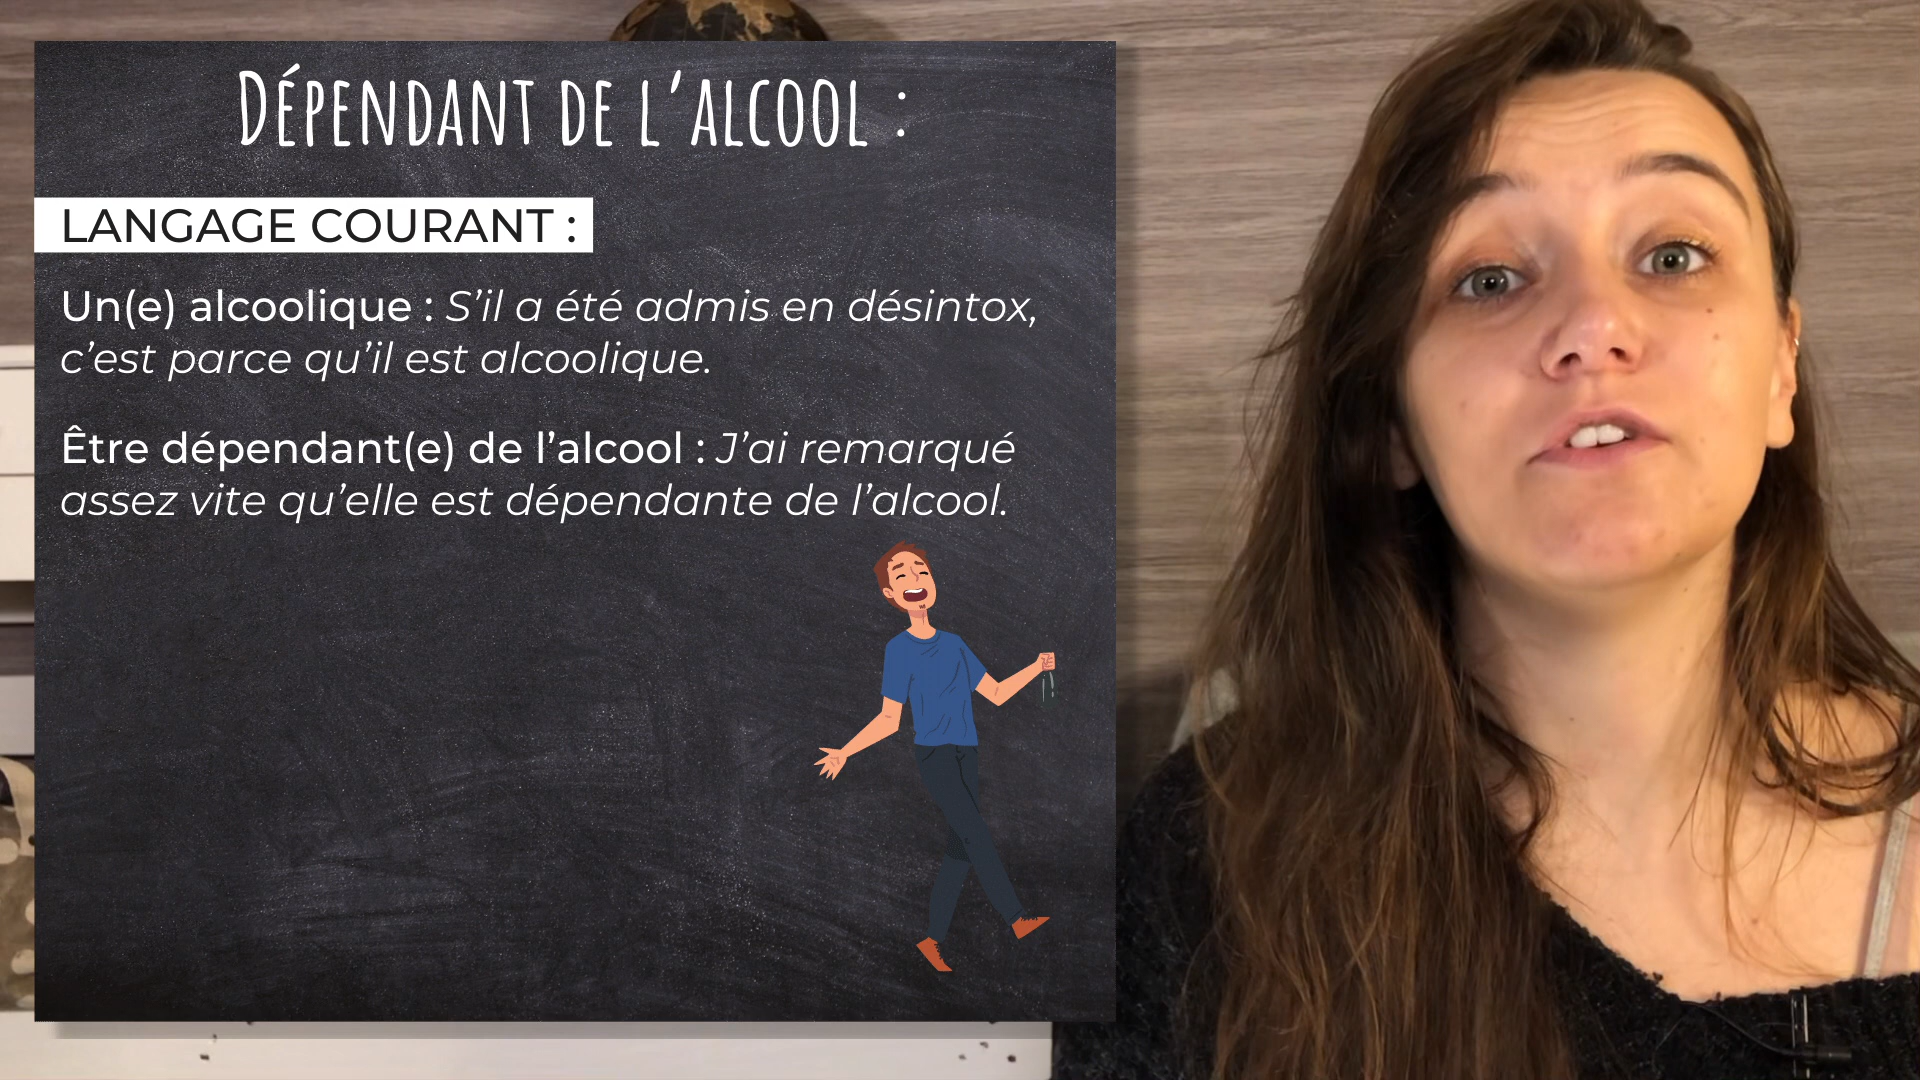 DÉPENDANT DE L’ALCOOL :
LANGAGE COURANT :
Un(e) alcoolique : S’il a été admis en désintox,
c’est parce qu’il est alcoolique.
Être dépendant(e) de l’alcool : J’ai remarqué
assez vite qu’elle est dépendante de l’alcool.